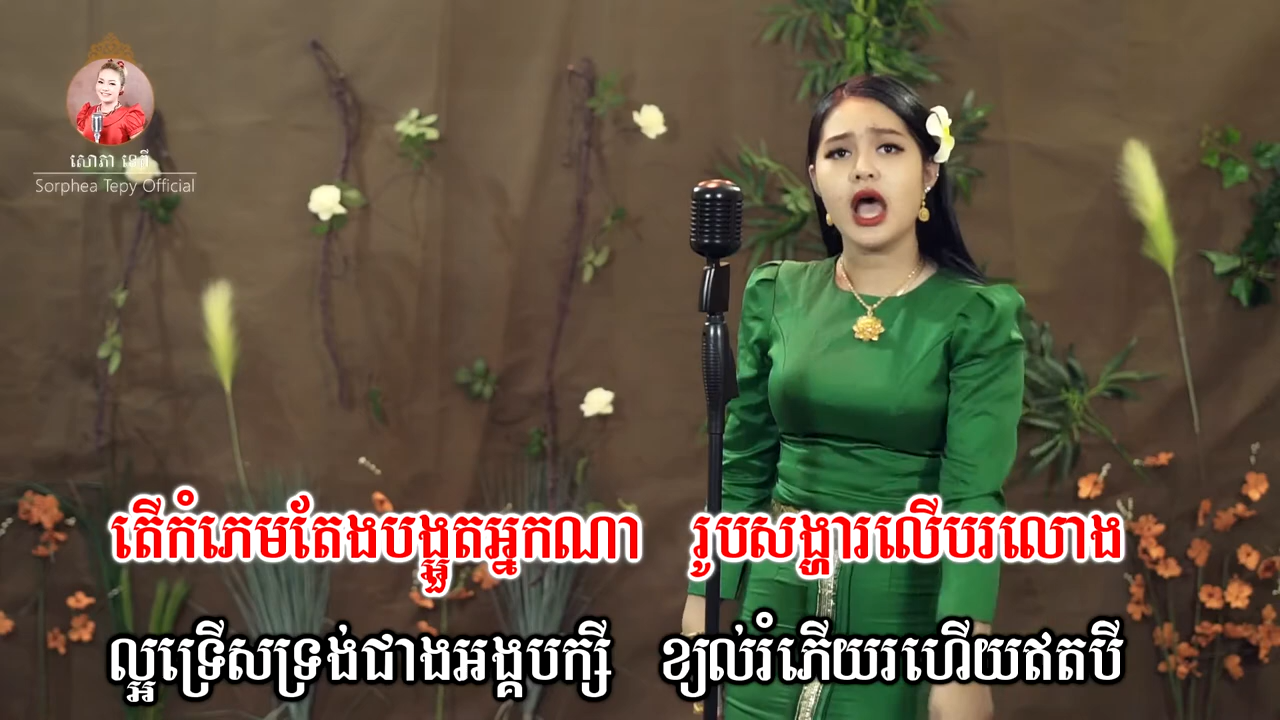 សោភា ទេពី
Sorphea Tepy Official
តើកំភេមតែងបង្អួតអ្នកណា រូបសង្ហារលើបរលោង
ល្អទ្រើសទ្រង់ជាងអង្គបក្សី ខ្យល់រំភើយរហើយឥតបី